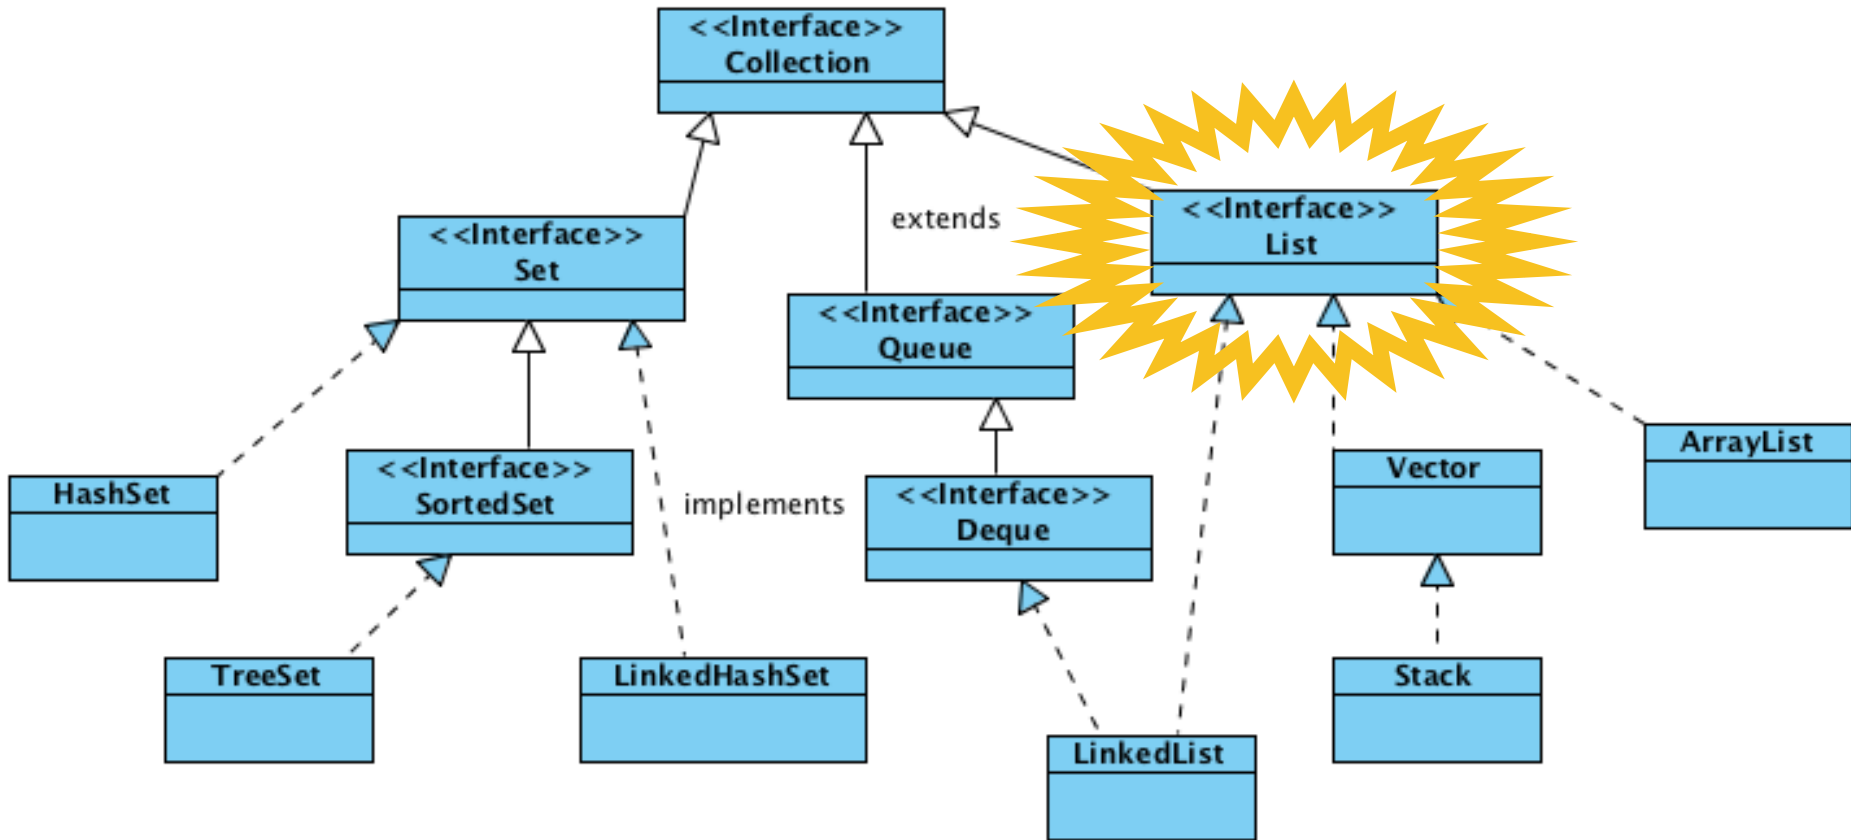 <<Interface>>
Collection
<<Interface>>
Set
extends
<<Interface>>
List
<<Interface>>
Queue
HashSet
<<Interface>>
SortedSet
implements
<<Interface>>
Deque
Vector
ArrayList
TreeSet
LinkedHashSet
LinkedList
Stack